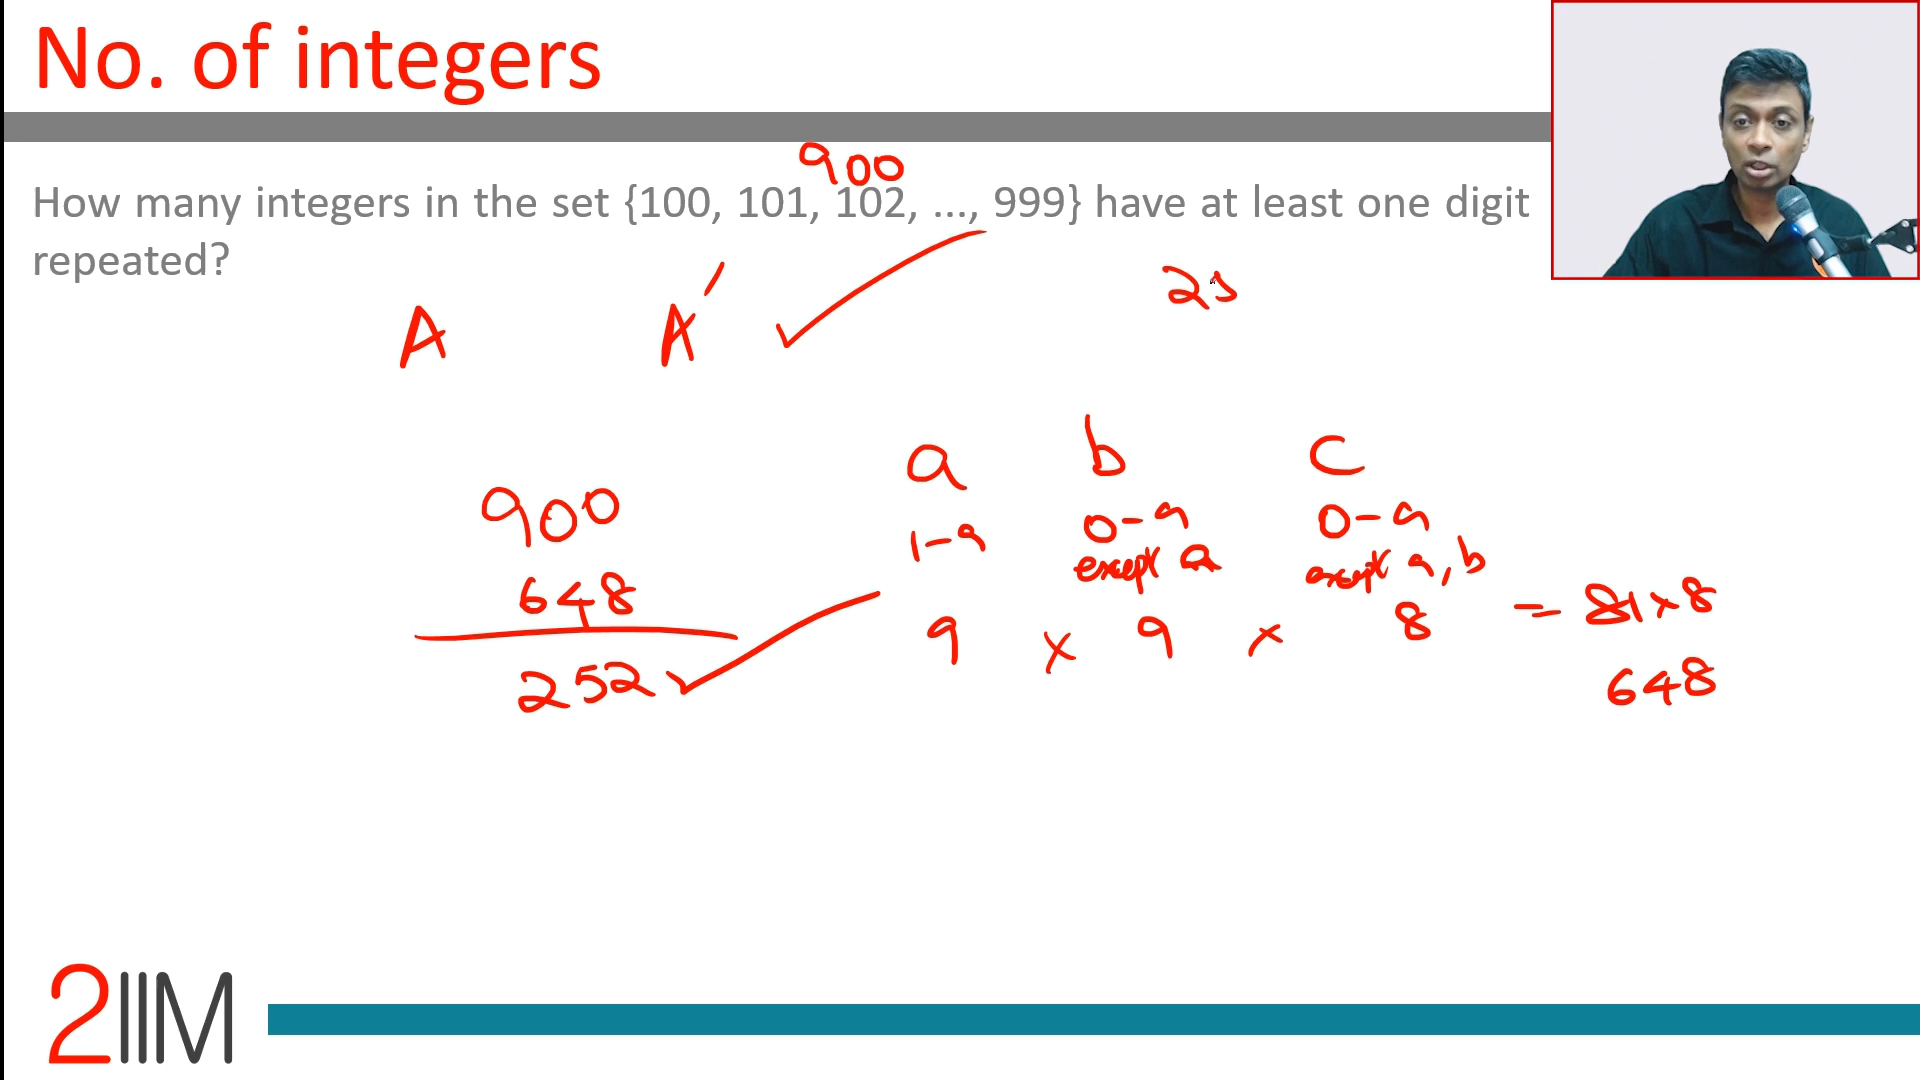 No. of integers
900
How many integers in the set {100, 101, 102, ..., 999} have at least one digit
repeated?
A A′
a b c
1-9 0-9 0-9
except a except a, b
9 x 9 x 8 = 81x8
648
900
648
252
2IIM